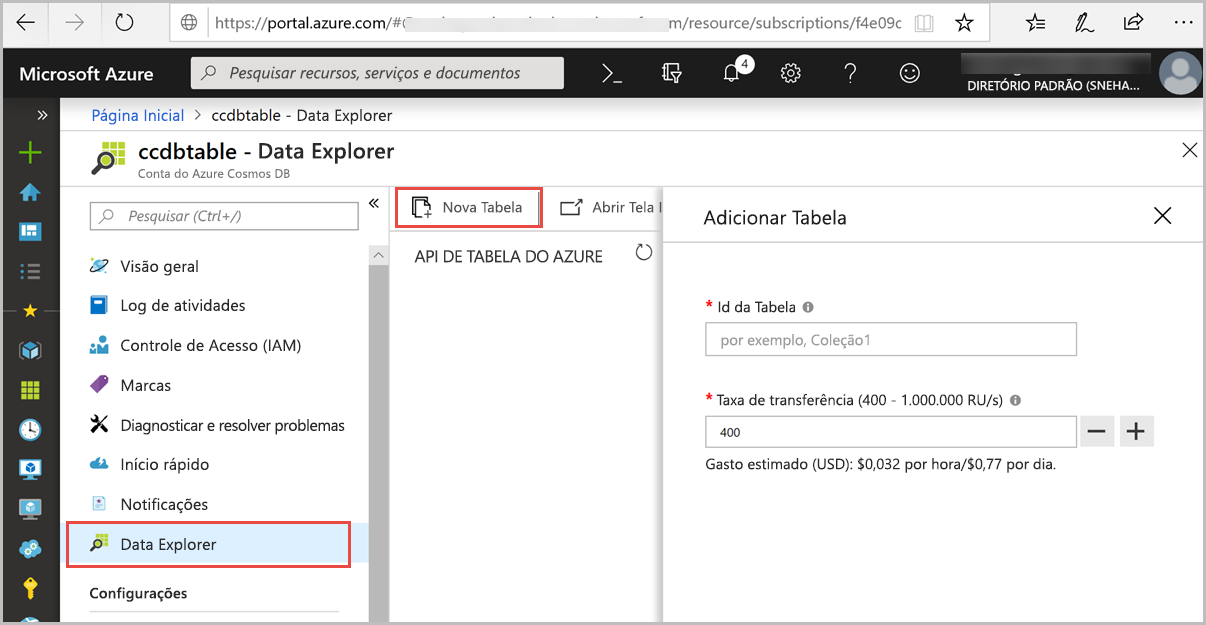 https://portal.azure.com/# m/resource/subscriptions/f4e09c
Microsoft Azure
Pesquisar recursos, serviços e documentos
4
DIRETÓRIO PADRÃO (SNEHA...
Página Inicial > ccdbtable - Data Explorer
ccdbtable - Data Explorer
Conta do Azure Cosmos DB
Pesquisar (Ctrl+/)
Visão geral
Log de atividades
Controle de Acesso (IAM)
Marcas
Diagnosticar e resolver problemas
Início rápido
Notificações
Data Explorer
Configurações
Nova Tabela
Abrir Tela I
API DE TABELA DO AZURE
Adicionar Tabela
* Id da Tabela
por exemplo, Coleção1
* Taxa de transferência (400 - 1.000.000 RU/s)
400
Gasto estimado (USD): $0,032 por hora/$0,77 por dia.